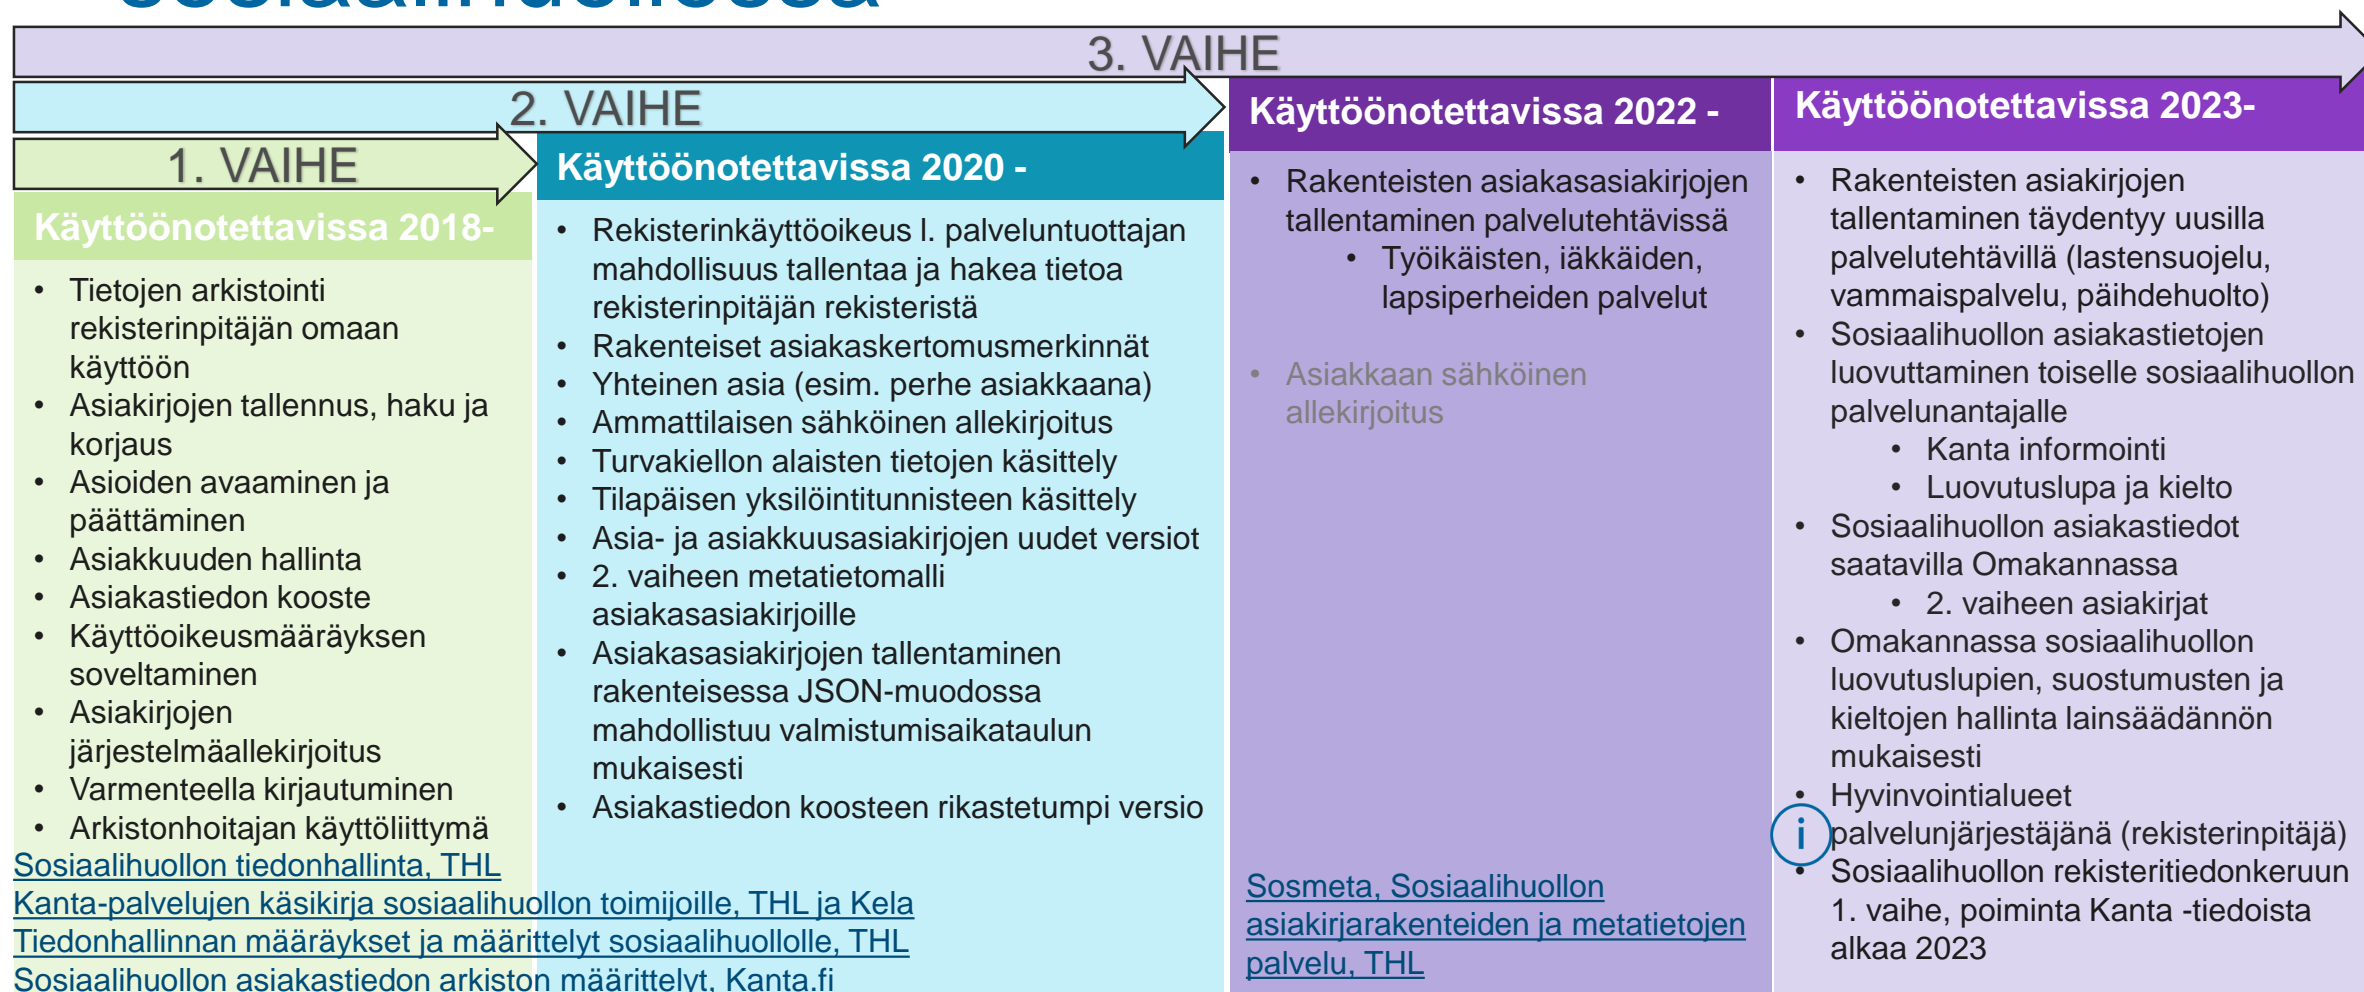 sosiaalihuollossa
3. VAIHE
2. VAIHE
1. VAIHE
Käyttöönotettavissa 2018-
• Tietojen arkistointi
rekisterinpitäjän omaan
käyttöön
• Asiakirjojen tallennus, haku ja
korjaus
• Asioiden avaaminen ja
päättäminen
• Asiakkuuden hallinta
• Asiakastiedon kooste
• Käyttöoikeusmääräyksen
soveltaminen
• Asiakirjojen
järjestelmäallekirjoitus
• Varmenteella kirjautuminen
• Arkistonhoitajan käyttöliittymä
Sosiaalihuollon tiedonhallinta, THL
Kanta-palvelujen käsikirja sosiaalihuollon toimijoille, THL ja Kela
Tiedonhallinnan määräykset ja määrittelyt sosiaalihuollolle, THL
Sosiaalihuollon asiakastiedon arkiston määrittelyt, Kanta.fi
Käyttöönotettavissa 2020 -
• Rekisterinkäyttöoikeus l. palveluntuottajan
mahdollisuus tallentaa ja hakea tietoa
rekisterinpitäjän rekisteristä
• Rakenteiset asiakaskertomusmerkinnät
• Yhteinen asia (esim. perhe asiakkaana)
• Ammattilaisen sähköinen allekirjoitus
• Turvakiellon alaisten tietojen käsittely
• Tilapäisen yksilöintitunnisteen käsittely
• Asia- ja asiakkuusasiakirjojen uudet versiot
• 2. vaiheen metatietomalli
asiakasasiakirjoille
• Asiakasasiakirjojen tallentaminen
rakenteisessa JSON-muodossa
mahdollistuu valmistumisaikataulun
mukaisesti
• Asiakastiedon koosteen rikastetumpi versio
Käyttöönotettavissa 2022 -
• Rakenteisten asiakasasiakirjojen
tallentaminen palvelutehtävissä
• Työikäisten, iäkkäiden,
lapsiperheiden palvelut
• Asiakkaan sähköinen
allekirjoitus
Sosmeta, Sosiaalihuollon
asiakirjarakenteiden ja metatietojen
palvelu, THL
Käyttöönotettavissa 2023-
• Rakenteisten asiakirjojen
tallentaminen täydentyy uusilla
palvelutehtävillä (lastensuojelu,
vammaispalvelu, päihdehuolto)
• Sosiaalihuollon asiakastietojen
luovuttaminen toiselle sosiaalihuollon
palvelunantajalle
• Kanta informointi
• Luovutuslupa ja kielto
• Sosiaalihuollon asiakastiedot
saatavilla Omakannassa
• 2. vaiheen asiakirjat
• Omakannassa sosiaalihuollon
luovutuslupien, suostumusten ja
kieltojen hallinta lainsäädännön
mukaisesti
• Hyvinvointialueet
i palvelunjärjestäjänä (rekisterinpitäjä)
• Sosiaalihuollon rekisteritiedonkeruun
1. vaihe, poiminta Kanta -tiedoista
alkaa 2023